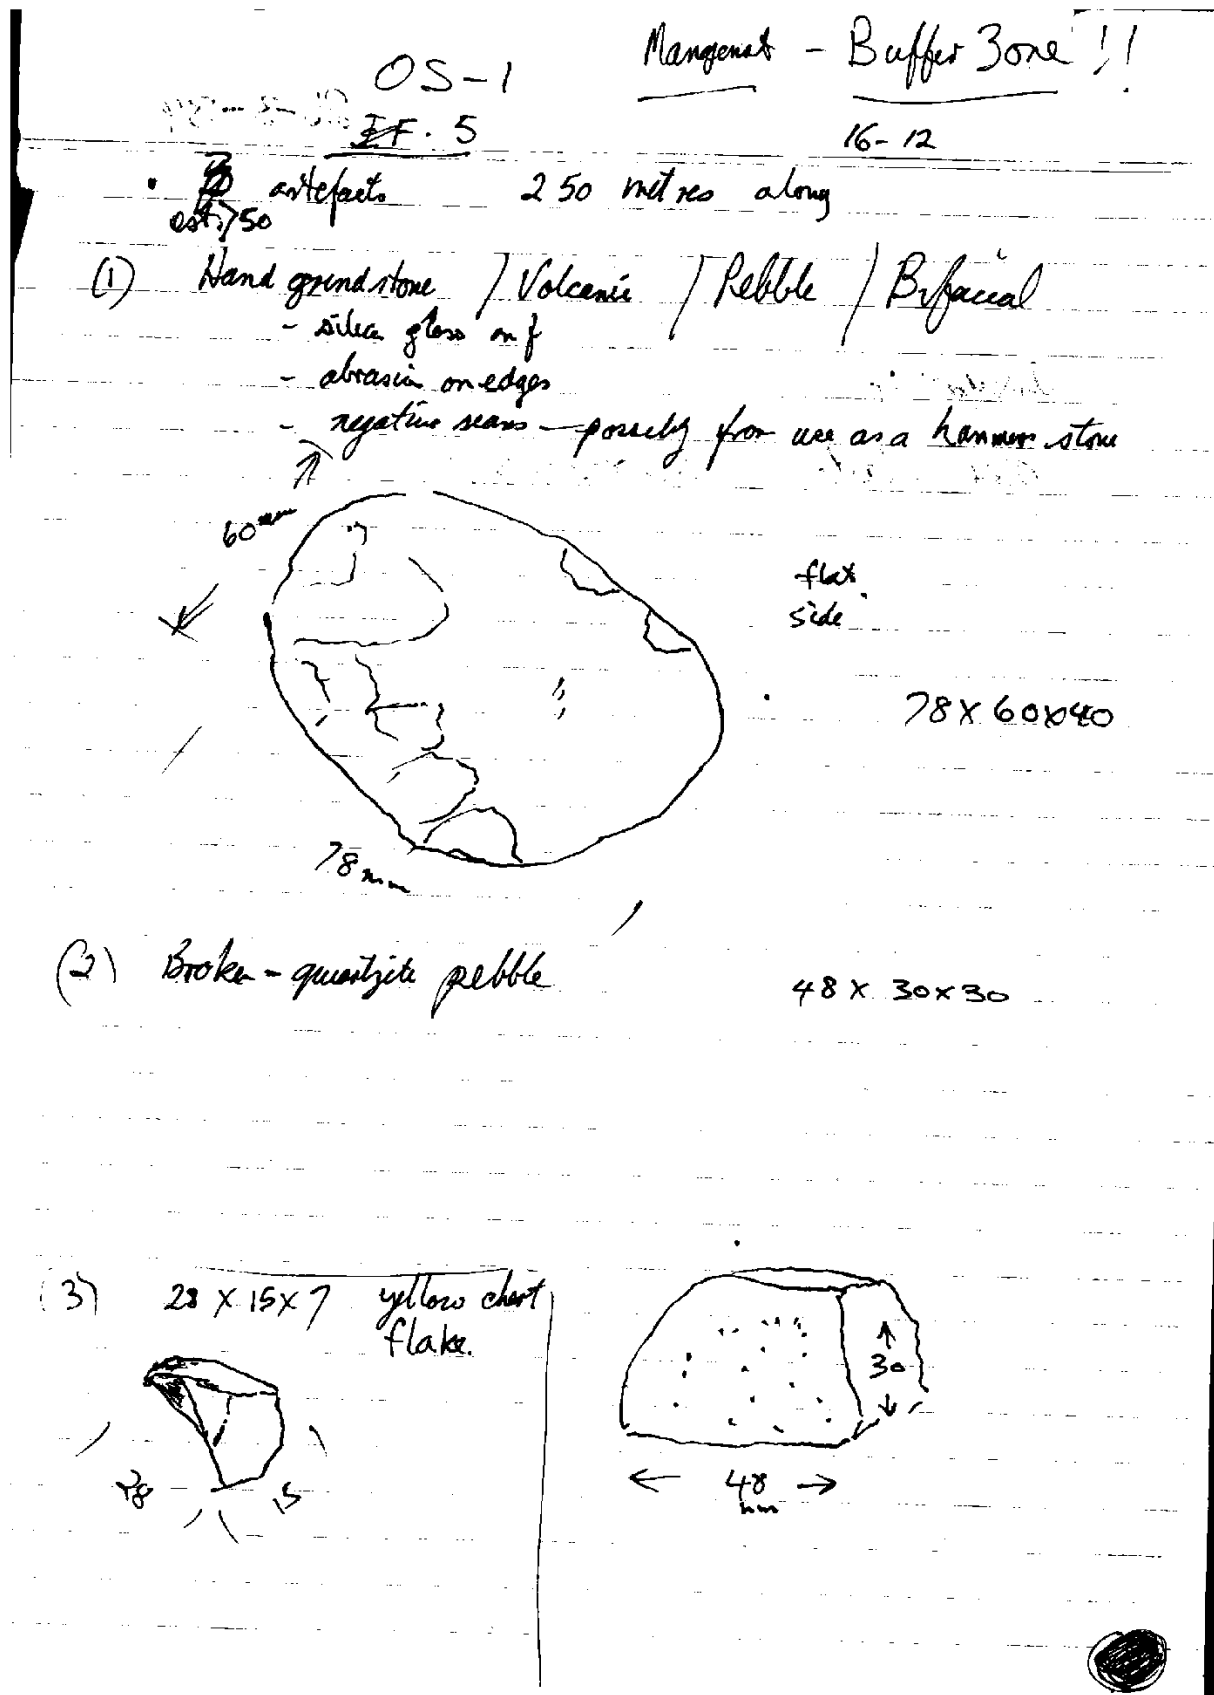 Mangenat - Buffer Zone !!
OS-1
IF. 5
16-12
artefacts 250 metres along
est. >50
(1) Hand grindstone / Volcanic / Pebble / Bifacial
- silica gloss on f
- abrasion on edges
- negative scars - possibly from use as a hammer stone
60mm
flat
side
78 X 60 X 40
78mm
(2) Broken - quartzite pebble 48 X 30 X 30
(3) 28 X 15 X 7 yellow chert
flake.
30
28 15
48
mm